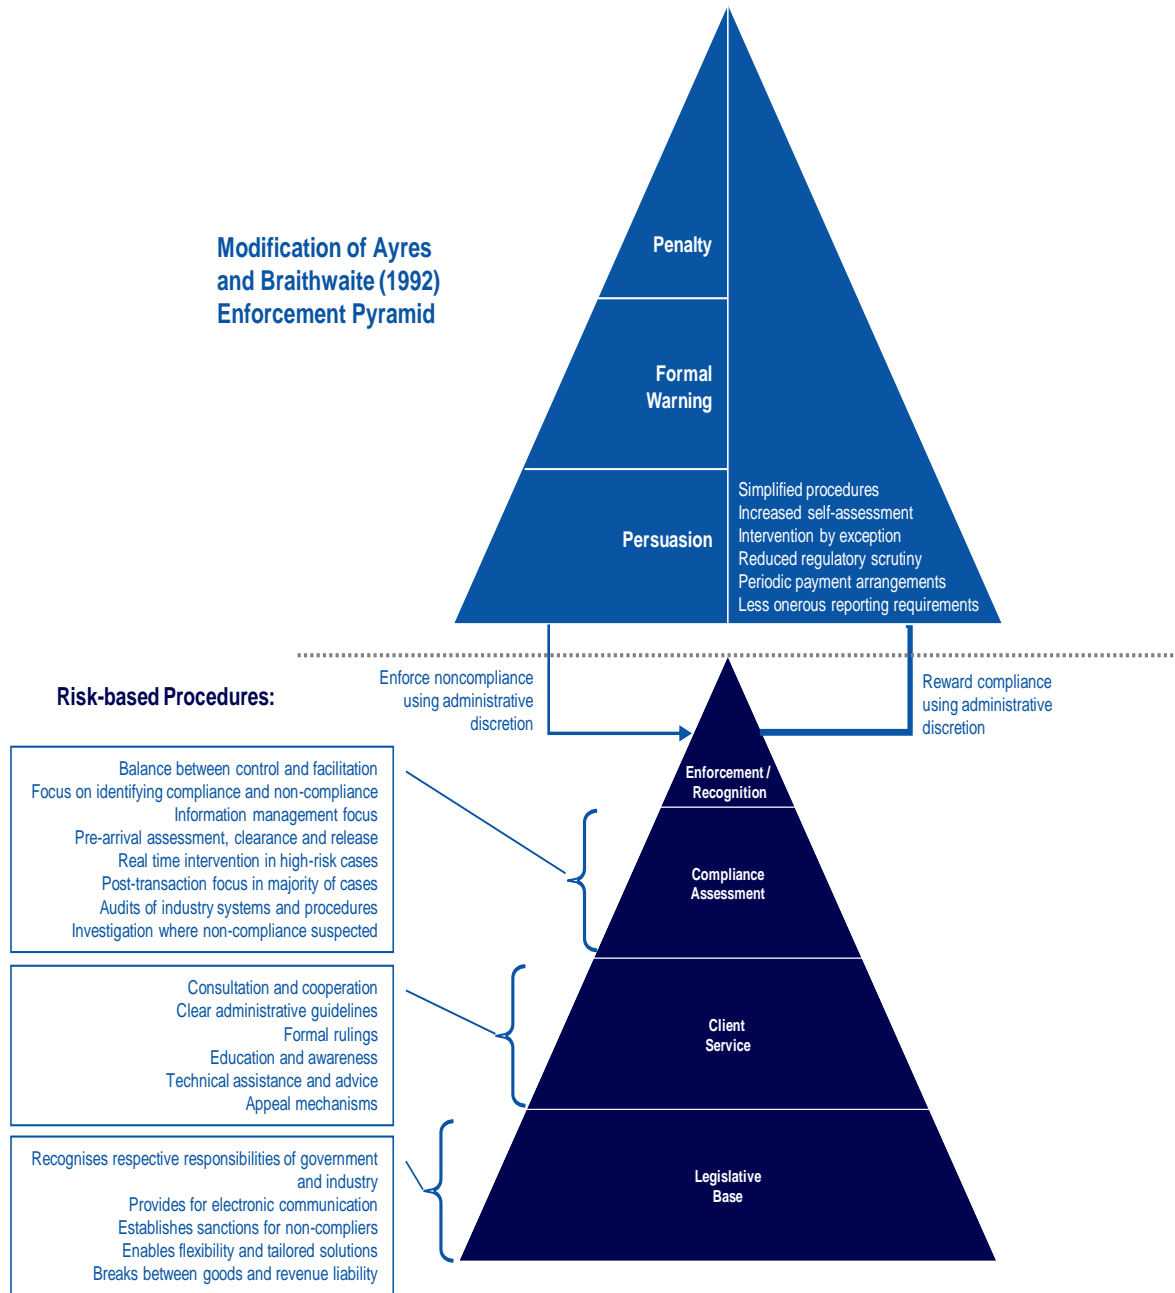 Modification of Ayres
and Braithwaite (1992)
Enforcement Pyramid
Penalty
Formal
Warning
Persuasion
Simplified procedures
Increased self-assessment
Intervention by exception
Reduced regulatory scrutiny
Periodic payment arrangements
Less onerous reporting requirements
Enforce noncompliance
using administrative
discretion
Reward compliance
using administrative
discretion
Risk-based Procedures:
Balance between control and facilitation
Focus on identifying compliance and non-compliance
Information management focus
Pre-arrival assessment, clearance and release
Real time intervention in high-risk cases
Post-transaction focus in majority of cases
Audits of industry systems and procedures
Investigation where non-compliance suspected
Enforcement /
Recognition
Compliance
Assessment
Consultation and cooperation
Clear administrative guidelines
Formal rulings
Education and awareness
Technical assistance and advice
Appeal mechanisms
Client
Service
Recognises respective responsibilities of government
and industry
Provides for electronic communication
Establishes sanctions for non-compliers
Enables flexibility and tailored solutions
Breaks between goods and revenue liability
Legislative
Base